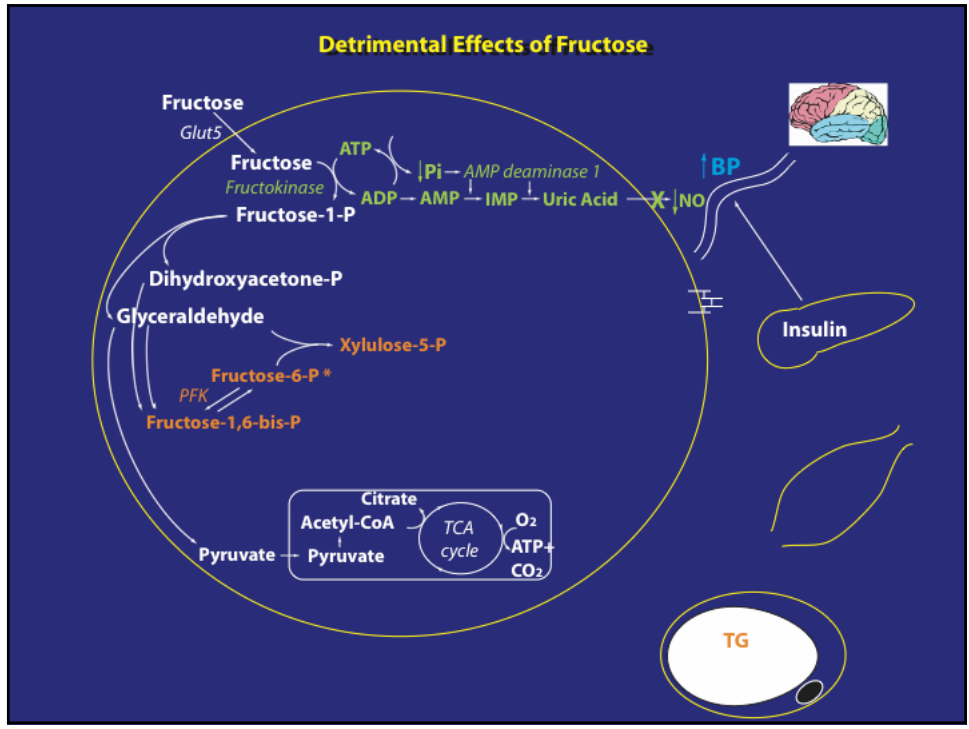 Detrimental Effects of Fructose
Fructose
Glut5
Fructose
Fructokinase
Fructose-1-P
ATP
ADP
↓Pi
AMP deaminase 1
AMP
IMP
Uric Acid
X
↓NO
↑BP
Dihydroxyacetone-P
Glyceraldehyde
Xylulose-5-P
Fructose-6-P *
PFK
Fructose-1,6-bis-P
Insulin
Citrate
Acetyl-CoA
TCA
cycle
O2
ATP+
CO2
Pyruvate
Pyruvate
TG